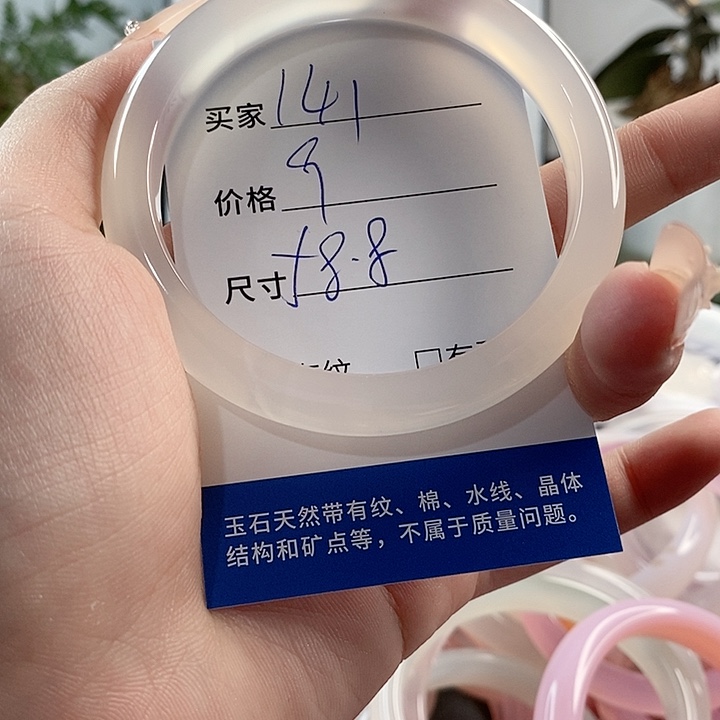 买家 141
价格 9
尺寸 58.8
纹
玉石天然带有纹、棉、水线、晶体
结构和矿点等，不属于质量问题。